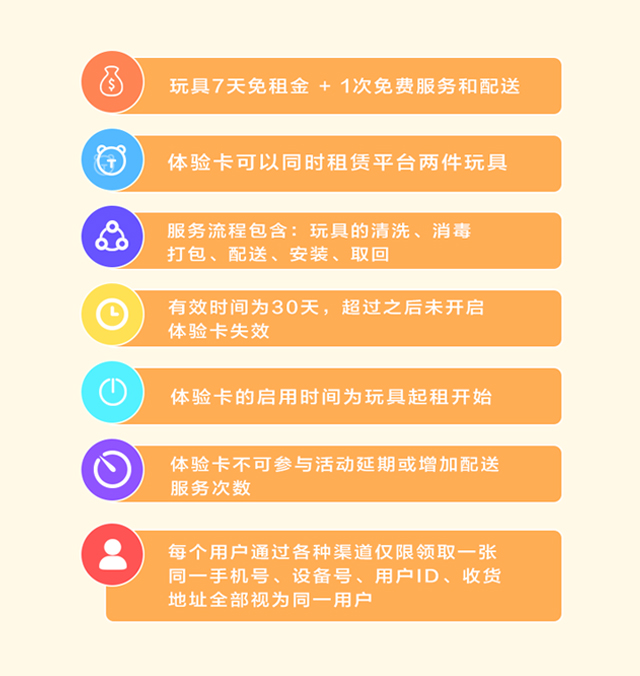 玩具7天免租金 + 1次免费服务和配送
体验卡可以同时租赁平台两件玩具
服务流程包含：玩具的清洗、消毒
打包、配送、安装、取回
有效时间为30天，超过之后未开启
体验卡失效
体验卡的启用时间为玩具起租开始
体验卡不可参与活动延期或增加配送
服务次数
每个用户通过各种渠道仅限领取一张
同一手机号、设备号、用户ID、收货
地址全部视为同一用户